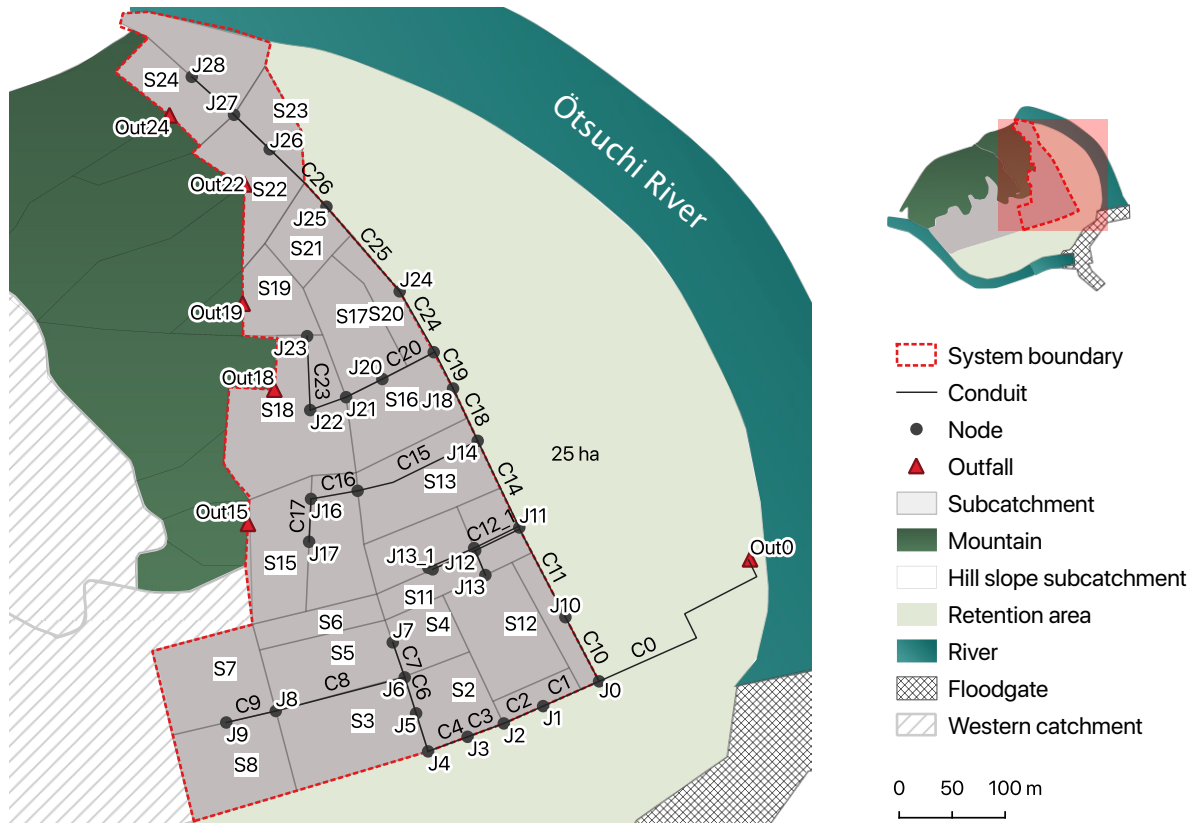 J28
S24
J27
S23
Out24
J26
Ōtsuchi River
C26
Out22
S22
J25
S21
C25
S19
J24
Out19
S17
S20
C24
J23
C20
C19
J20
Out18
C23
S16
J18
S18
J22
J21
C18
C15
J14
25 ha
C16
S13
C14
Out15
C17
J16
J11
C12_1
J17
J13_1
J12
Out0
S15
J13
C11
S11
S6
S4
S12
J10
J7
S5
C7
C10
S7
C8
J6
C6
S2
C0
C1
J0
C9
J8
S3
J5
C2
J1
J9
C4
C3
J2
S8
J4
J3
System boundary
Conduit
Node
Outfall
Subcatchment
Mountain
Hill slope subcatchment
Retention area
River
Floodgate
Western catchment
0 50 100 m